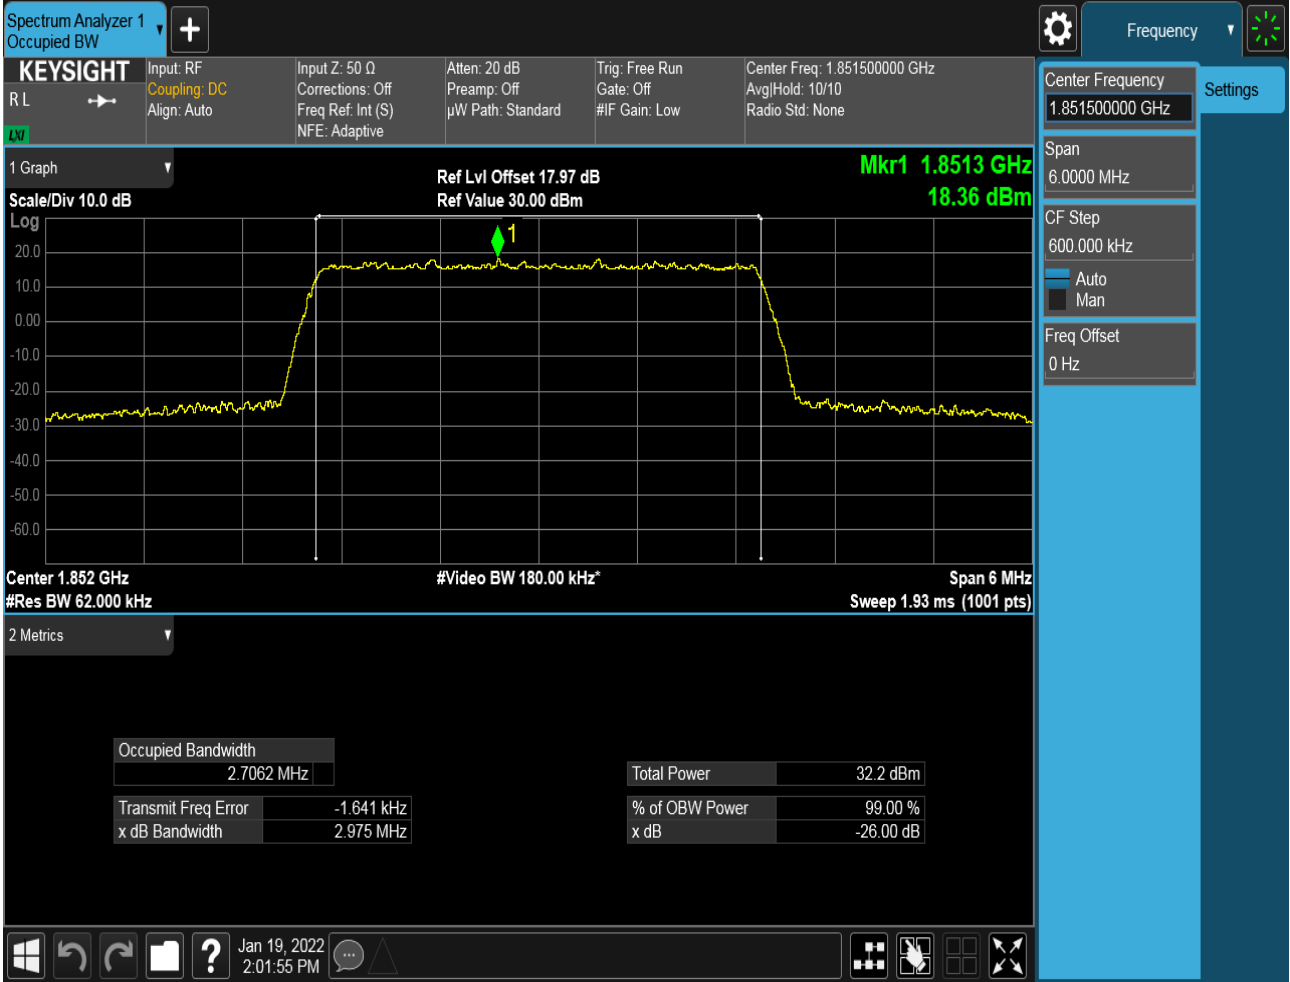 Spectrum Analyzer 1
Occupied BW
Frequency
KEYSIGHT
R L
LXI
Input: RF
Coupling: DC
Align: Auto
Input Z: 50 Ω
Corrections: Off
Freq Ref: Int (S)
NFE: Adaptive
Atten: 20 dB
Preamp: Off
µW Path: Standard
Trig: Free Run
Gate: Off
#IF Gain: Low
Center Freq: 1.851500000 GHz
Avg|Hold: 10/10
Radio Std: None
Center Frequency
1.851500000 GHz
Settings
Span
6.0000 MHz
CF Step
600.000 kHz
Auto
Man
Freq Offset
0 Hz
1 Graph
Scale/Div 10.0 dB
Ref Lvl Offset 17.97 dB
Ref Value 30.00 dBm
Mkr1 1.8513 GHz
18.36 dBm
Log
1
20.0
10.0
0.00
-10.0
-20.0
-30.0
-40.0
-50.0
-60.0
Center 1.852 GHz
#Video BW 180.00 kHz*
Span 6 MHz
#Res BW 62.000 kHz
Sweep 1.93 ms (1001 pts)
2 Metrics
Occupied Bandwidth
2.7062 MHz
Total Power 32.2 dBm
Transmit Freq Error -1.641 kHz
% of OBW Power 99.00 %
x dB Bandwidth 2.975 MHz
x dB -26.00 dB
?
Jan 19, 2022
2:01:55 PM